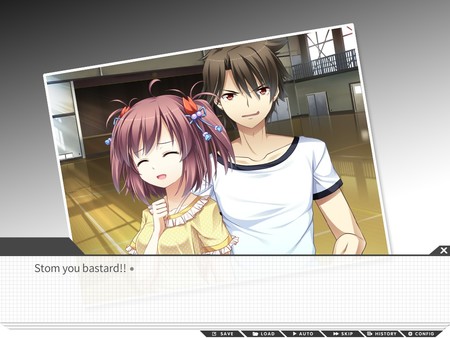 Stom you bastard!!
SAVE
LOAD
AUTO
SKIP
HISTORY
CONFIG